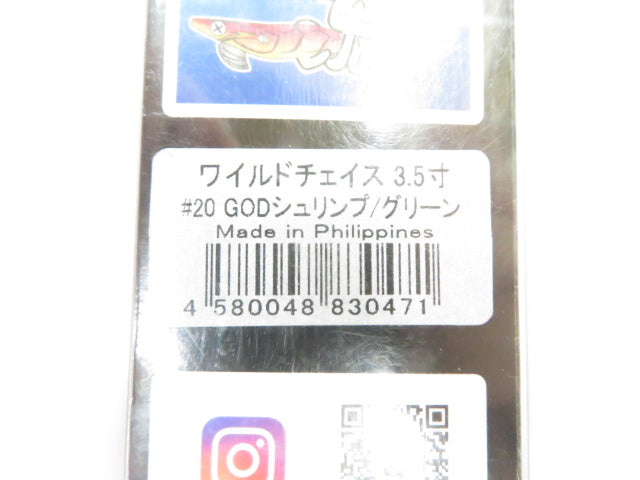 ワイルドチェイス 3.5寸
#20 GODシュリンプ/グリーン
Made in Philippines
4 580048 830471